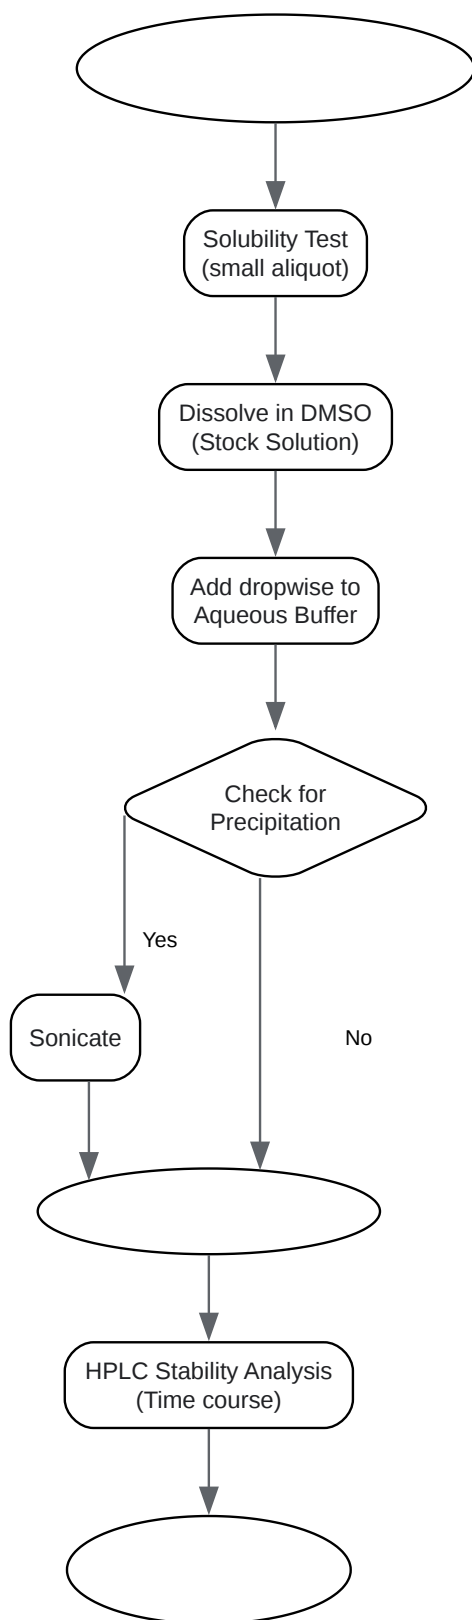 Solubility Test
(small aliquot)
Dissolve in DMSO
(Stock Solution)
Add dropwise to
Aqueous Buffer
Check for
Precipitation
Yes
Sonicate
No
HPLC Stability Analysis
(Time course)